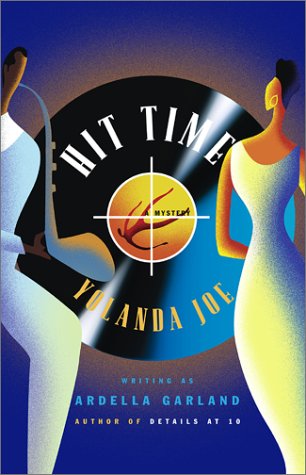 HIT TIME
A MYSTERY
YOLANDA JOE
WRITING AS
ARDELLA GARLAND
AUTHOR OF DETAILS AT 10